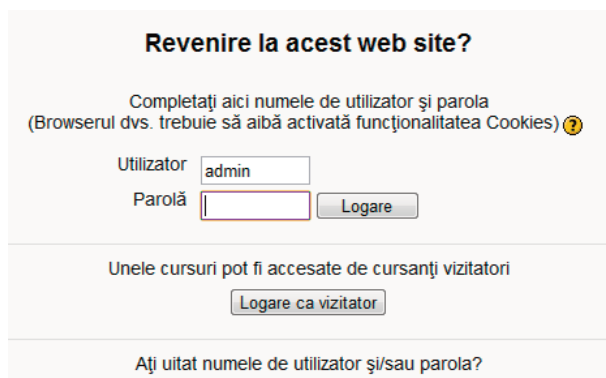 Revenire la acest web site?
Completaţi aici numele de utilizator şi parola
(Browserul dvs. trebuie să aibă activată funcţionalitatea Cookies) ?
Utilizator admin
Parolă Logare
Unele cursuri pot fi accesate de cursanţi vizitatori
Logare ca vizitator
Aţi uitat numele de utilizator şi/sau parola?